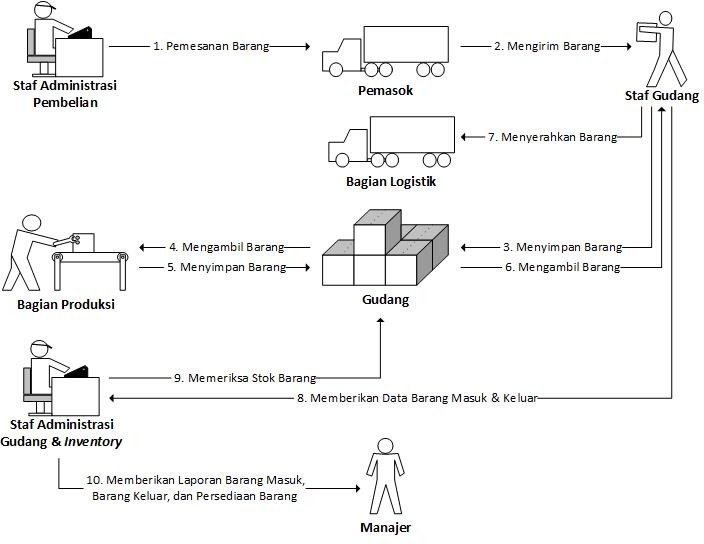 1. Pemesanan Barang
2. Mengirim Barang
Staf Administrasi
Pembelian
Pemasok
Staf Gudang
7. Menyerahkan Barang
Bagian Logistik
4. Mengambil Barang
3. Menyimpan Barang
5. Menyimpan Barang
6. Mengambil Barang
Bagian Produksi
Gudang
9. Memeriksa Stok Barang
8. Memberikan Data Barang Masuk & Keluar
Staf Administrasi
Gudang & Inventory
10. Memberikan Laporan Barang Masuk,
Barang Keluar, dan Persediaan Barang
Manajer